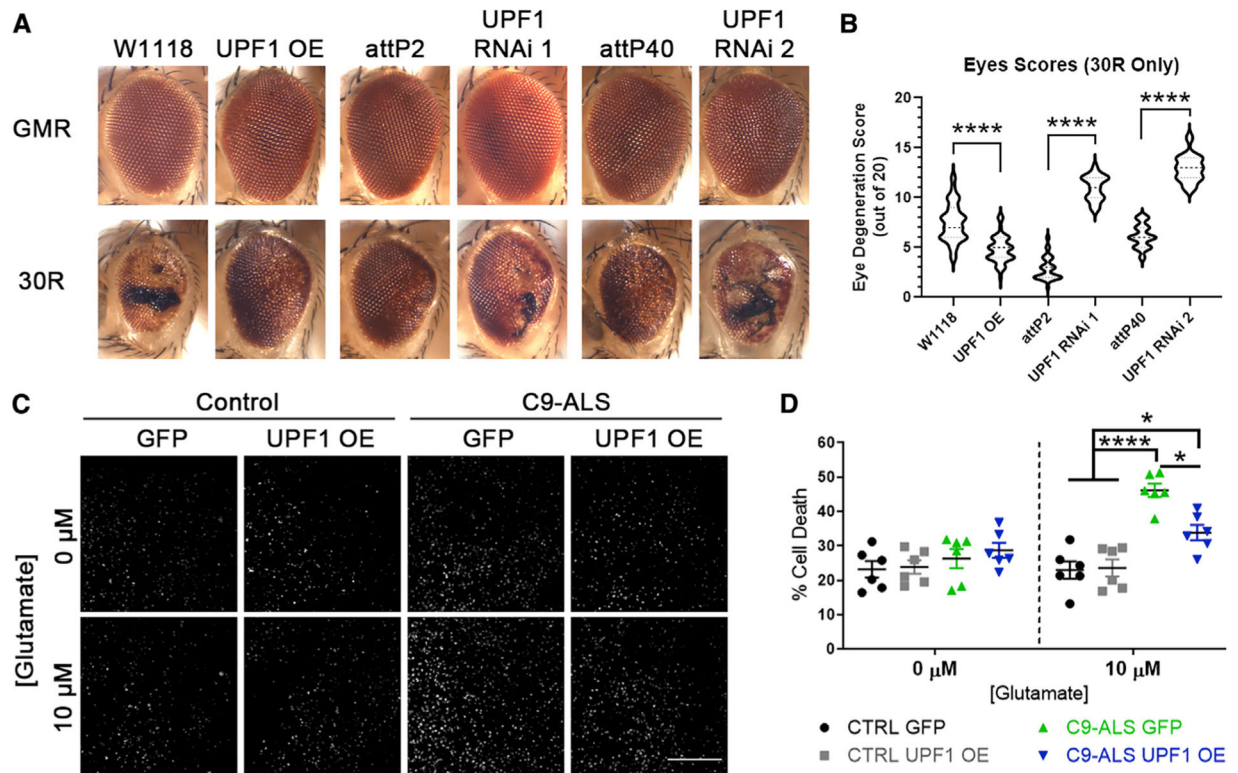 A
W1118
UPF1 OE
attP2
UPF1
RNAi 1
attP40
UPF1
RNAi 2
GMR
30R
B
Eyes Scores (30R Only)
Eye Degeneration Score
(out of 20)
20
15
10
5
0
****
****
****
W1118
UPF1 OE
attP2
UPF1 RNAi 1
attP40
UPF1 RNAi 2
C
Control
C9-ALS
GFP
UPF1 OE
GFP
UPF1 OE
[Glutamate]
0 μM
10 μM
D
% Cell Death
60
50
40
30
20
10
0
*
****
*
0 μM
10 μM
[Glutamate]
CTRL GFP
C9-ALS GFP
CTRL UPF1 OE
C9-ALS UPF1 OE